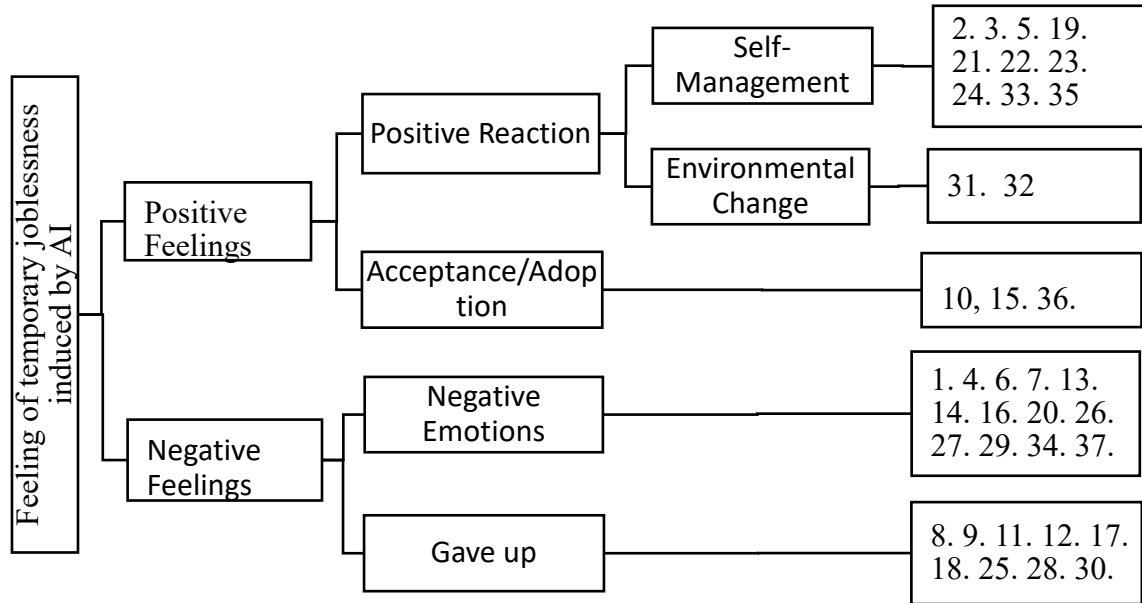 Feeling of temporary joblessness
induced by AI
Positive
Feelings
Positive Reaction
Self-
Management
2. 3. 5. 19.
21. 22. 23.
24. 33. 35
Environmental
Change
31. 32
Acceptance/Adop
tion
10, 15. 36.
Negative
Feelings
Negative
Emotions
1. 4. 6. 7. 13.
14. 16. 20. 26.
27. 29. 34. 37.
Gave up
8. 9. 11. 12. 17.
18. 25. 28. 30.